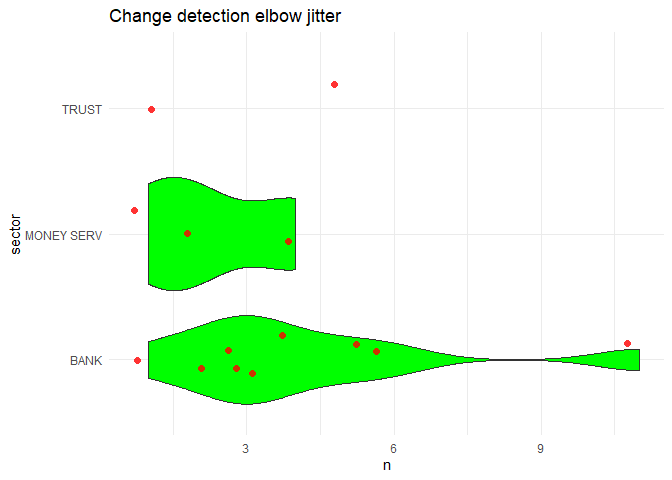 Change detection elbow jitter
TRUST
MONEY SERV
BANK
sector
3 6 9
n